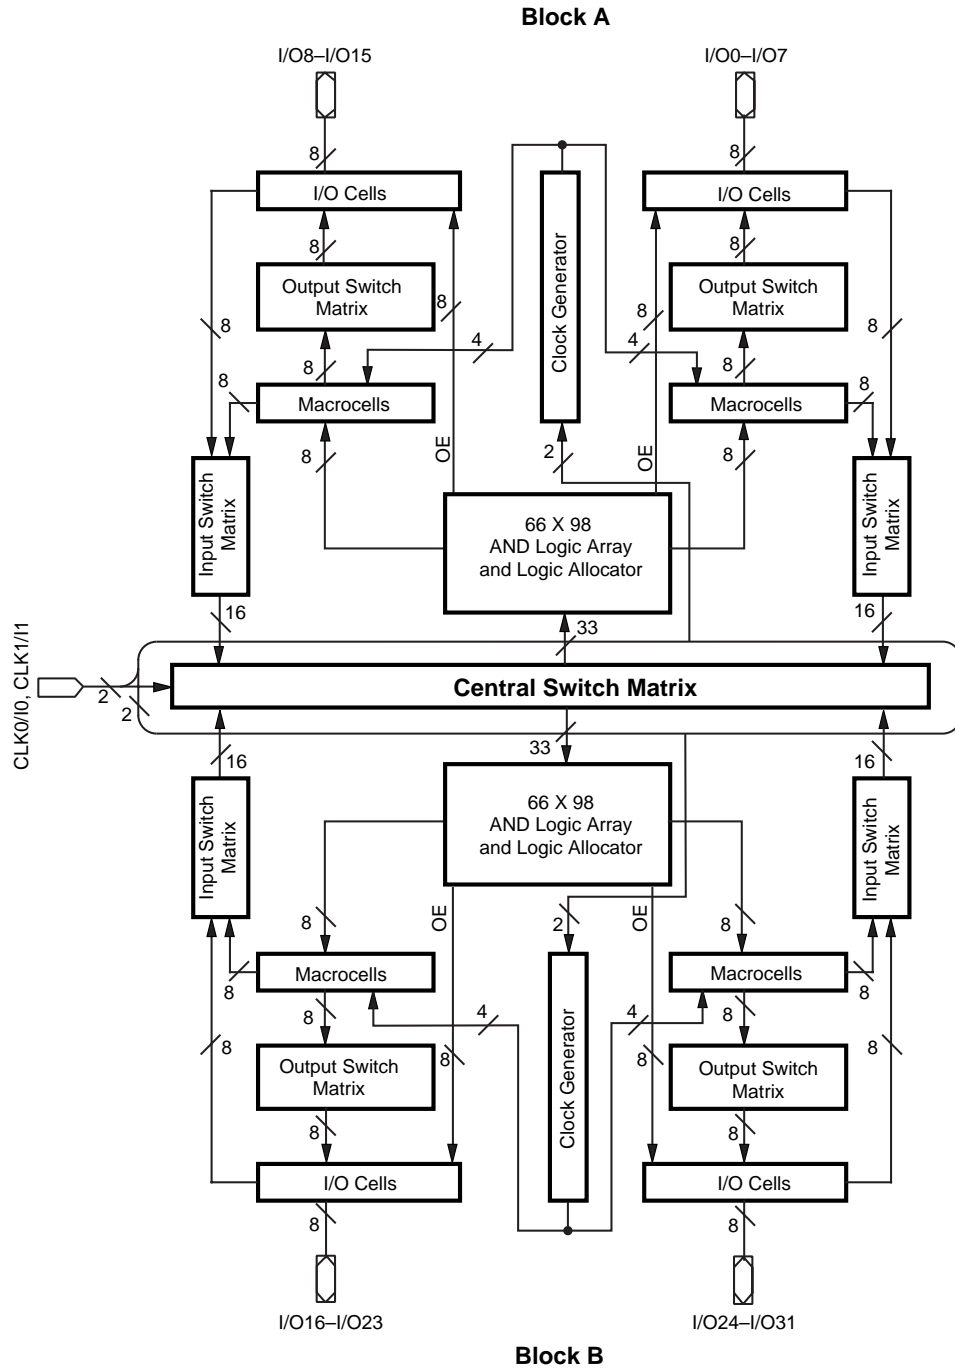 Block A
I/O8–I/O15
I/O0–I/O7
8
8
I/O Cells
I/O Cells
8
8
Output Switch
Matrix
Clock Generator
Output Switch
Matrix
8
8
8
8
4
4
8
8
8
8
Macrocells
Macrocells
OE
OE
8
2
8
Input Switch
Matrix
66 X 98
AND Logic Array
and Logic Allocator
Input Switch
Matrix
16
33
16
CLK0/I0, CLK1/I1
2
2
Central Switch Matrix
33
16
16
Input Switch
Matrix
66 X 98
AND Logic Array
and Logic Allocator
Input Switch
Matrix
OE
OE
8
2
8
Macrocells
Macrocells
8
8
8
8
4
4
8
8
8
8
Output Switch
Matrix
Clock Generator
Output Switch
Matrix
8
8
I/O Cells
I/O Cells
8
8
I/O16–I/O23
I/O24–I/O31
Block B